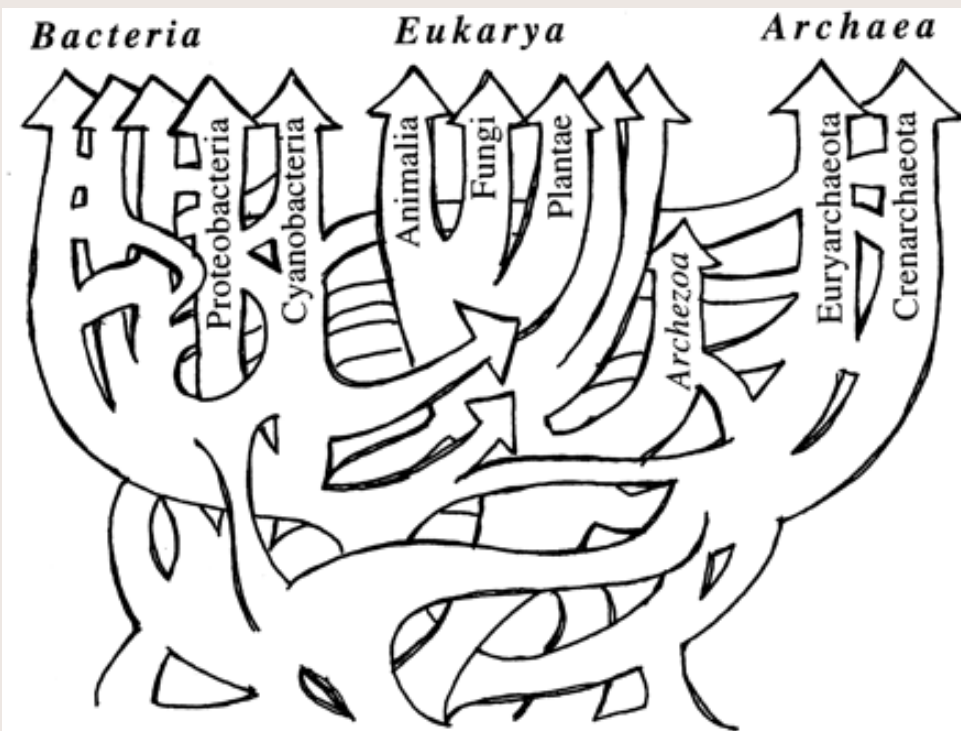 Bacteria
Eukarya
Archaea
Proteobacteria
Cyanobacteria
Animalia
Fungi
Plantae
Archezoa
Euryarchaeota
Crenarchaeota